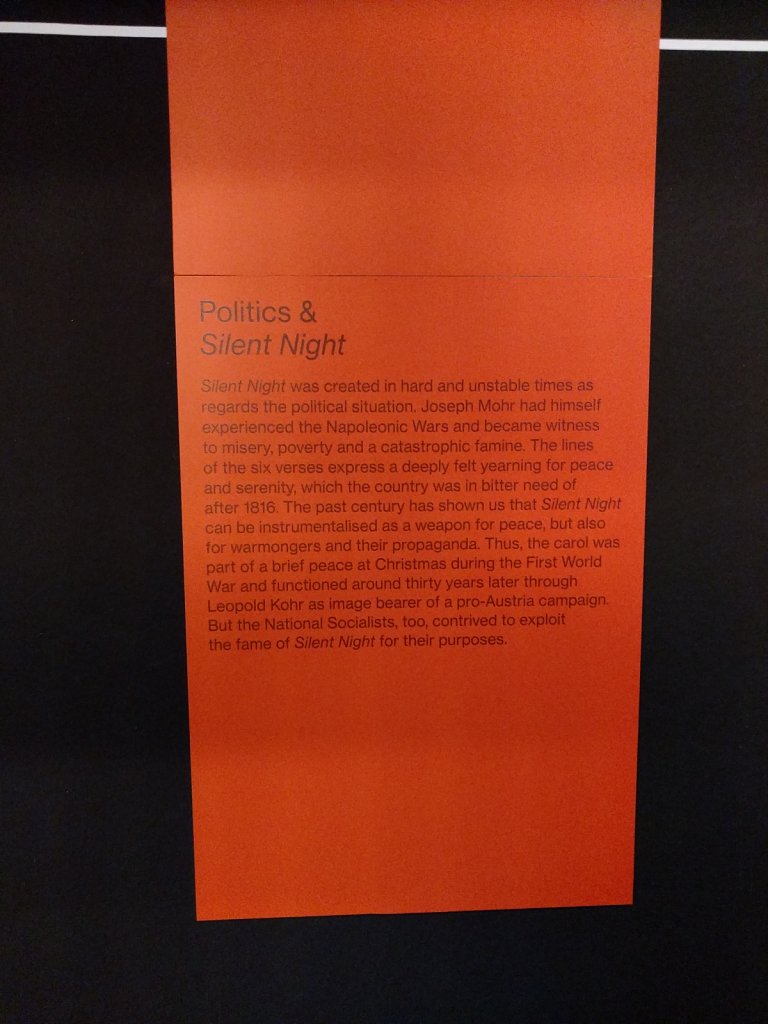 Politics &
Silent Night
Silent Night was created in hard and unstable times as
regards the political situation. Joseph Mohr had himself
experienced the Napoleonic Wars and became witness
to misery, poverty and a catastrophic famine. The lines
of the six verses express a deeply felt yearning for peace
and serenity, which the country was in bitter need of
after 1816. The past century has shown us that Silent Night
can be instrumentalised as a weapon for peace, but also
for warmongers and their propaganda. Thus, the carol was
part of a brief peace at Christmas during the First World
War and functioned around thirty years later through
Leopold Kohr as image bearer of a pro-Austria campaign.
But the National Socialists, too, contrived to exploit
the fame of Silent Night for their purposes.